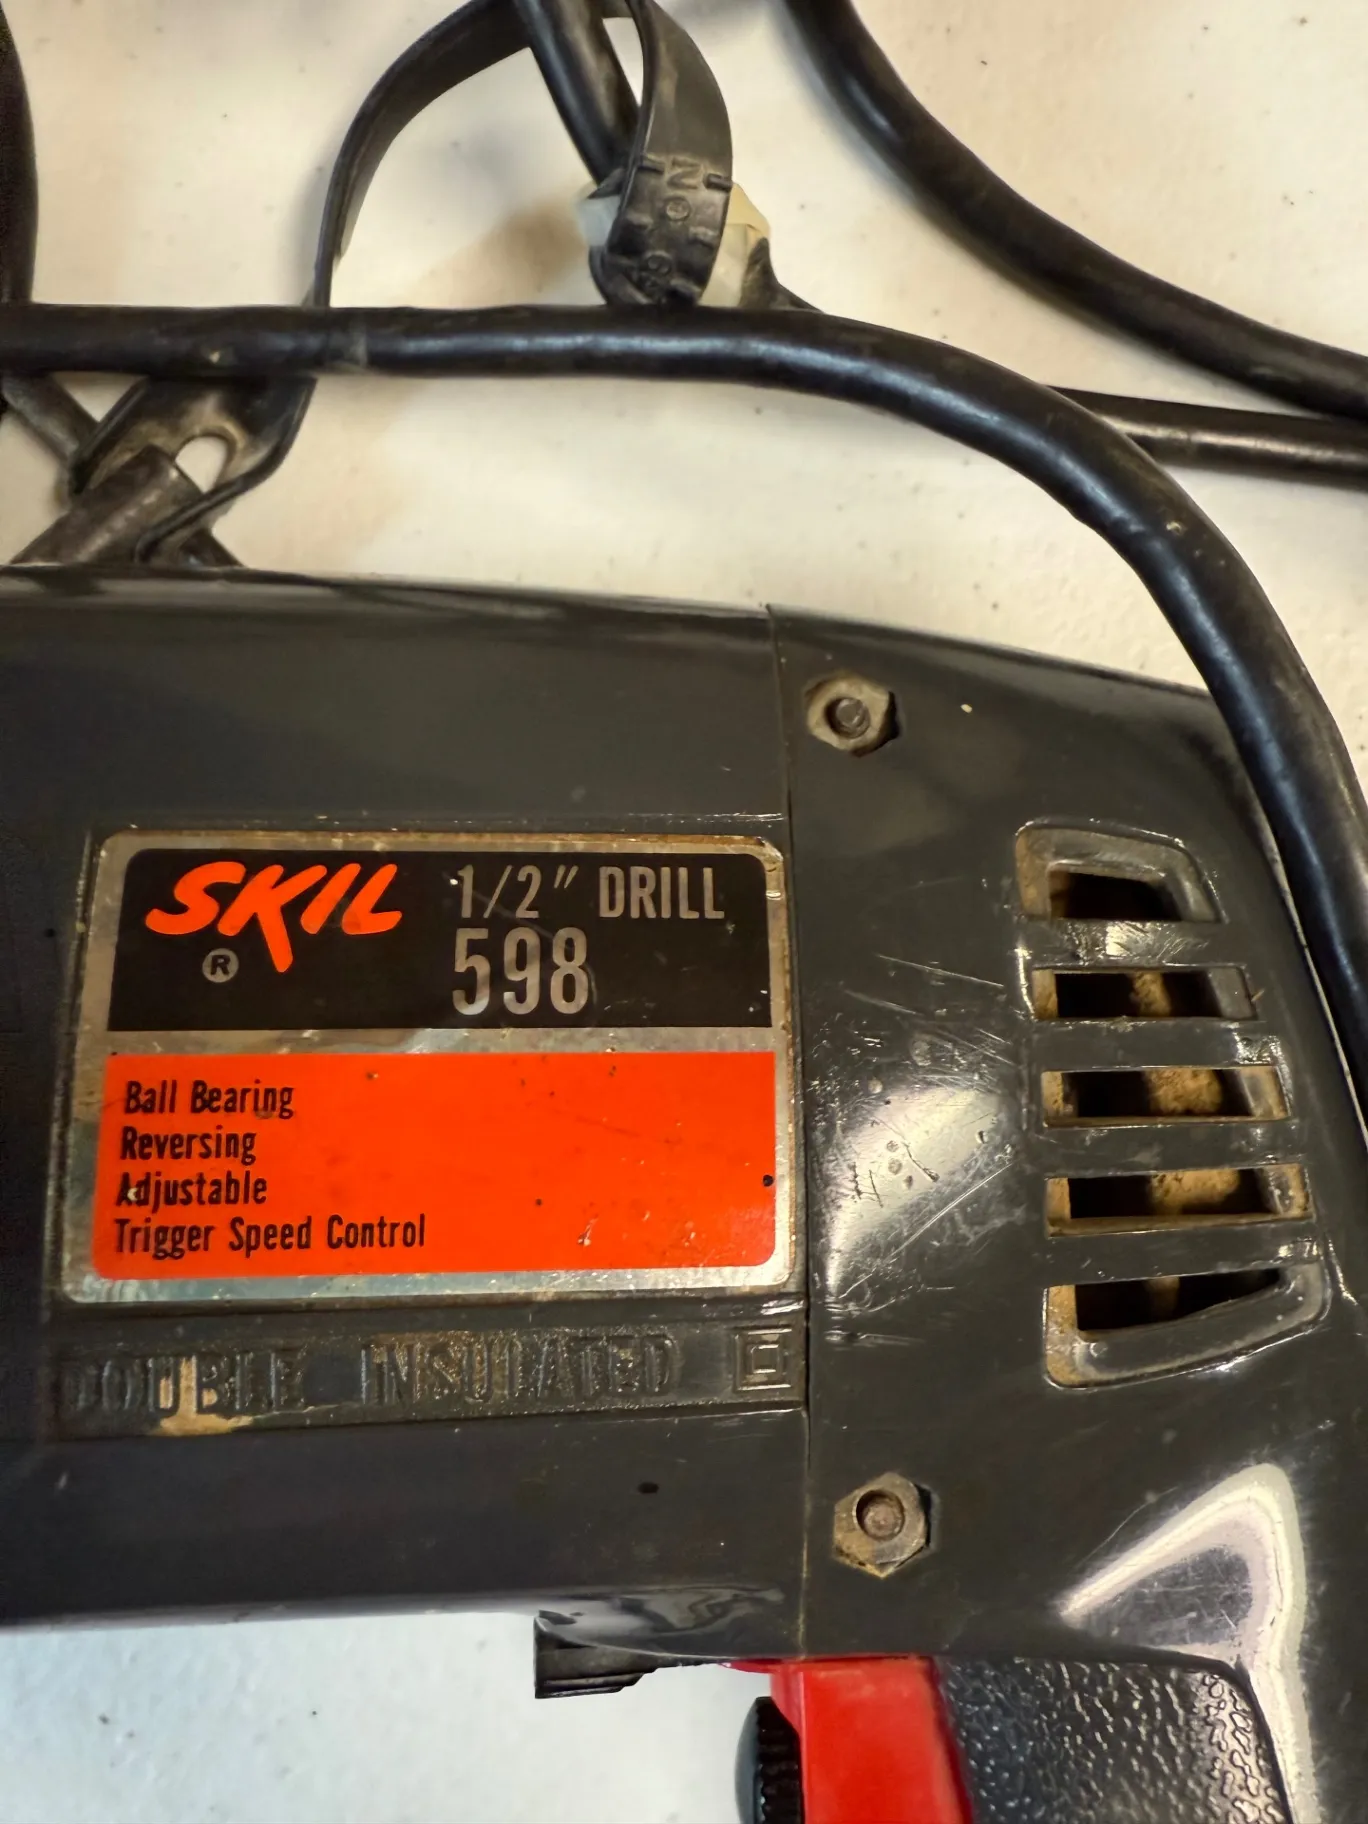 SKIL
®
1/2" DRILL
598
Ball Bearing
Reversing
Adjustable
Trigger Speed Control
DOUBLE INSULATED